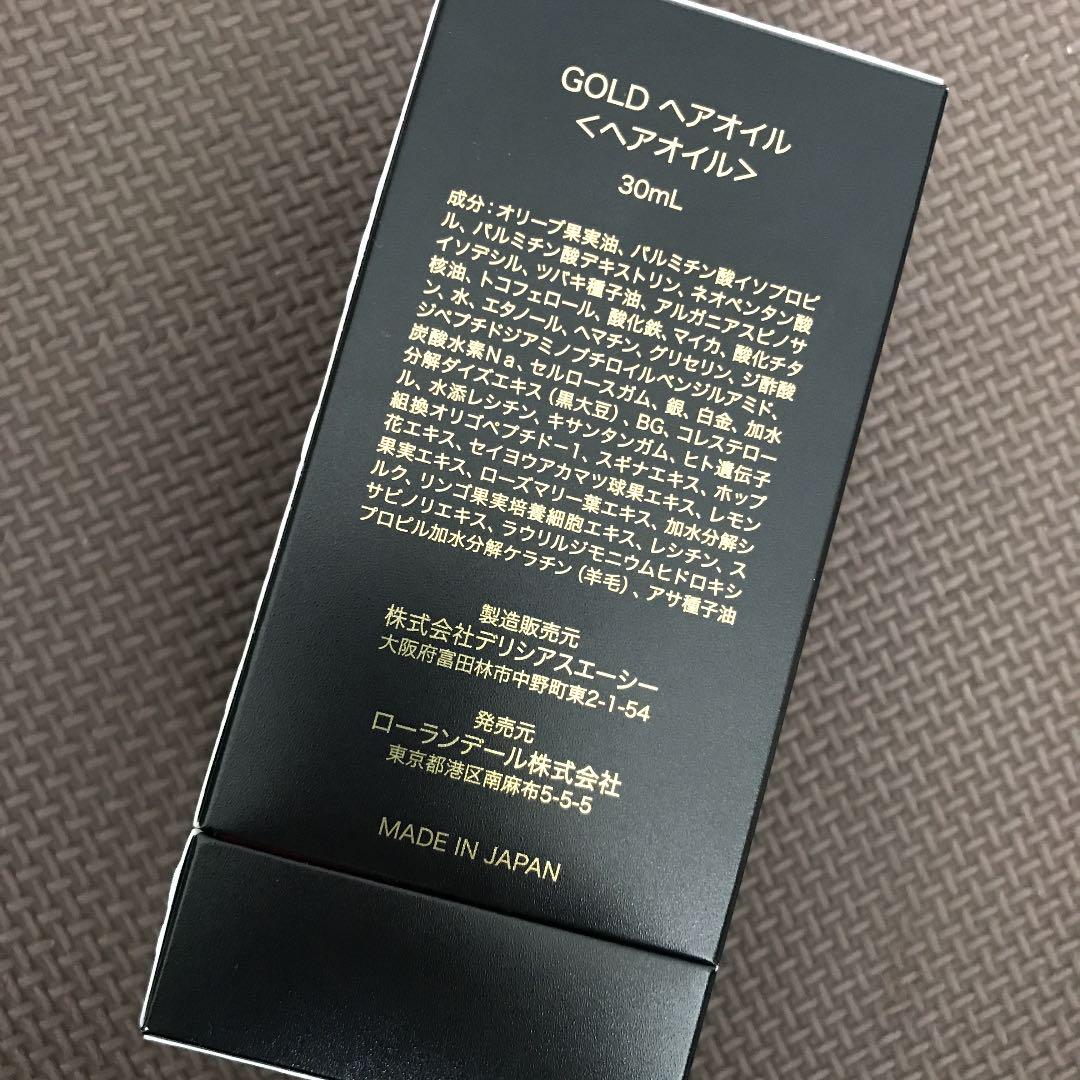 GOLD ヘアオイル
<ヘアオイル>
30mL
成分：オリーブ果実油、パルミチン酸イソプロピ
ル、パルミチン酸デキストリン、ネオペンタン酸
イソデシル、ツバキ種子油、アルガニアスピノサ
核油、トコフェロール、酸化鉄、マイカ、酸化チタ
ン、水、エタノール、ヘマチン、グリセリン、ジ酢酸
ジペプチドジアミノブチロイルベンジルアミド、
炭酸水素Ｎａ、セルロースガム、銀、白金、加水
分解ダイズエキス（黒大豆）、BG、コレステロー
ル、水添レシチン、キサンタンガム、ヒト遺伝子
組換オリゴペプチドー1、スギナエキス、ホップ
花エキス、セイヨウアカマツ球果エキス、レモン
果実エキス、ローズマリー葉エキス、加水分解シ
ルク、リンゴ果実培養細胞エキス、レシチン、ス
サビノリエキス、ラウリルジモニウムヒドロキシ
プロピル加水分解ケラチン（羊毛）、アサ種子油
製造販売元
株式会社デリシアスエーシー
大阪府富田林市中野町東2-1-54
発売元
ローランデール株式会社
東京都港区南麻布5-5-5
MADE IN JAPAN